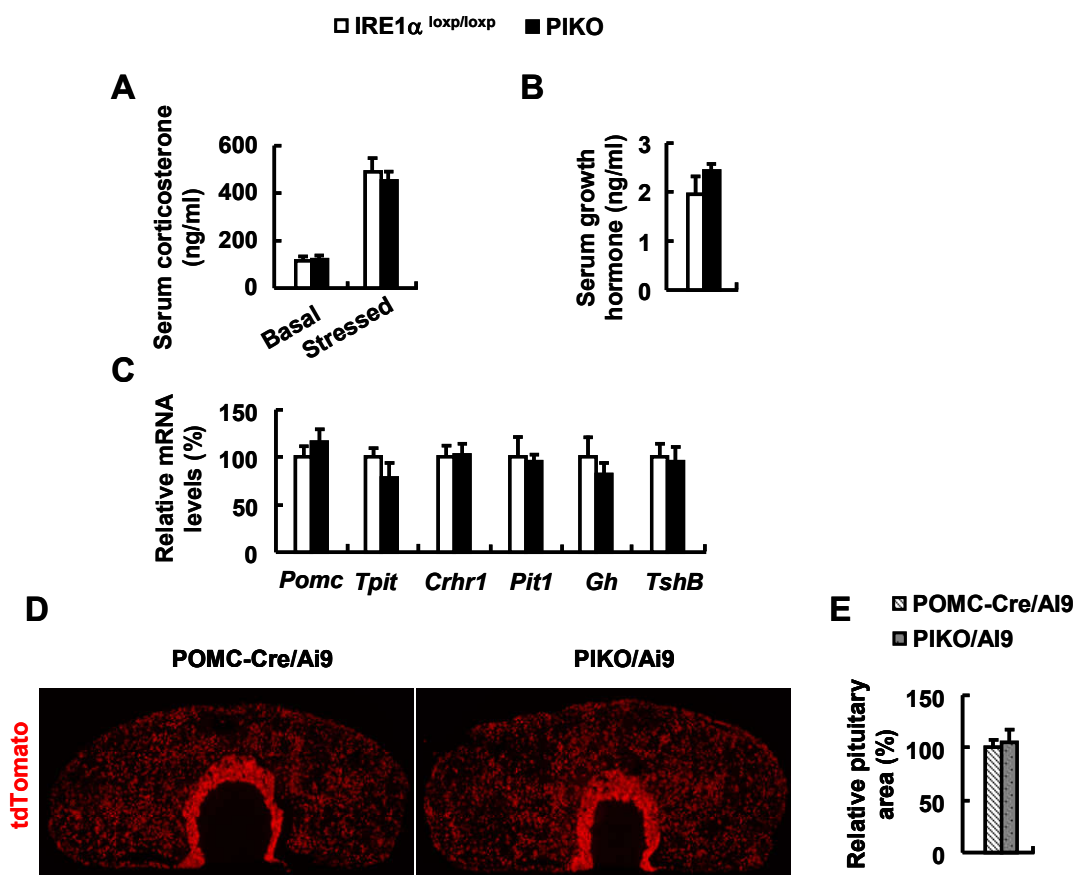 IRE1α loxp/loxp PIKO
A
Serum corticosterone
(ng/ml)
600
400
200
0
Basal
Stressed
B
Serum growth
hormone (ng/ml)
3
2
1
0
C
Relative mRNA
levels (%)
150
100
50
0
Pomc Tpit Crhr1 Pit1 Gh TshB
D
POMC-Cre/Ai9 PIKO/Ai9
tdTomato
E
POMC-Cre/AI9
PIKO/AI9
Relative pituitary
area (%)
150
100
50
0